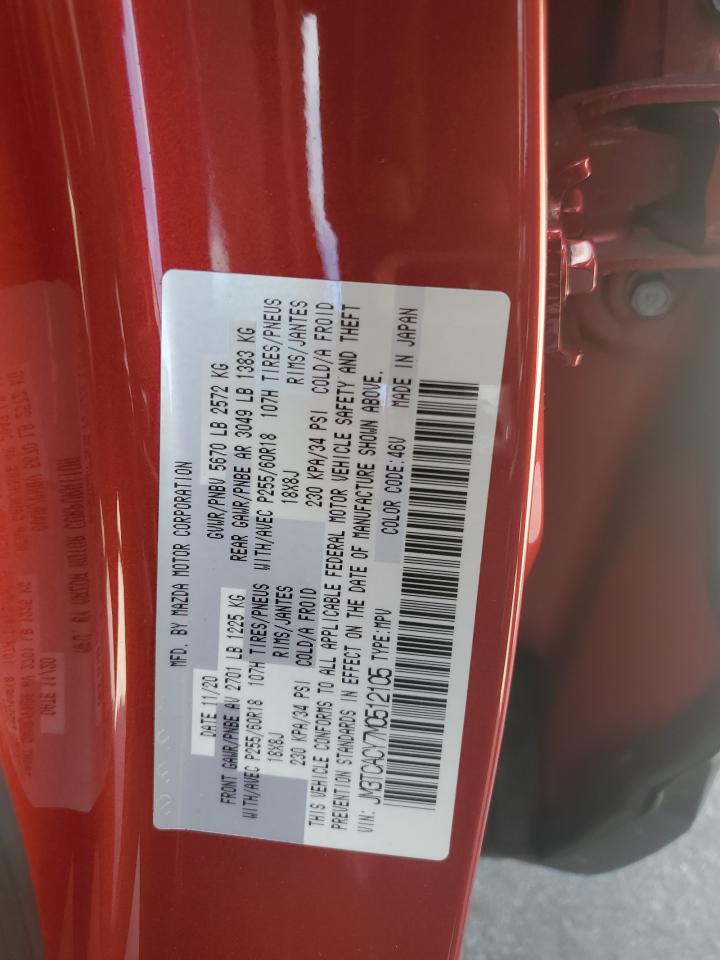 MFD. BY MAZDA MOTOR CORPORATION
DATE 11/20 GVWR/PNBV 5670 LB 2572 KG
FRONT GAWR/PNBE AV 2701 LB 1225 KG REAR GAWR/PNBE AR 3049 LB 1383 KG
WITH/AVEC P255/60R18 107H TIRES/PNEUS WITH/AVEC P255/60R18 107H TIRES/PNEUS
18X8J RIMS/JANTES 18X8J RIMS/JANTES
230 KPA/34 PSI COLD/A FROID 230 KPA/34 PSI COLD/A FROID
THIS VEHICLE CONFORMS TO ALL APPLICABLE FEDERAL MOTOR VEHICLE SAFETY AND THEFT
PREVENTION STANDARDS IN EFFECT ON THE DATE OF MANUFACTURE SHOWN ABOVE.
VIN: JM3TCACY7M0512105 TYPE:MPV COLOR CODE:46V MADE IN JAPAN